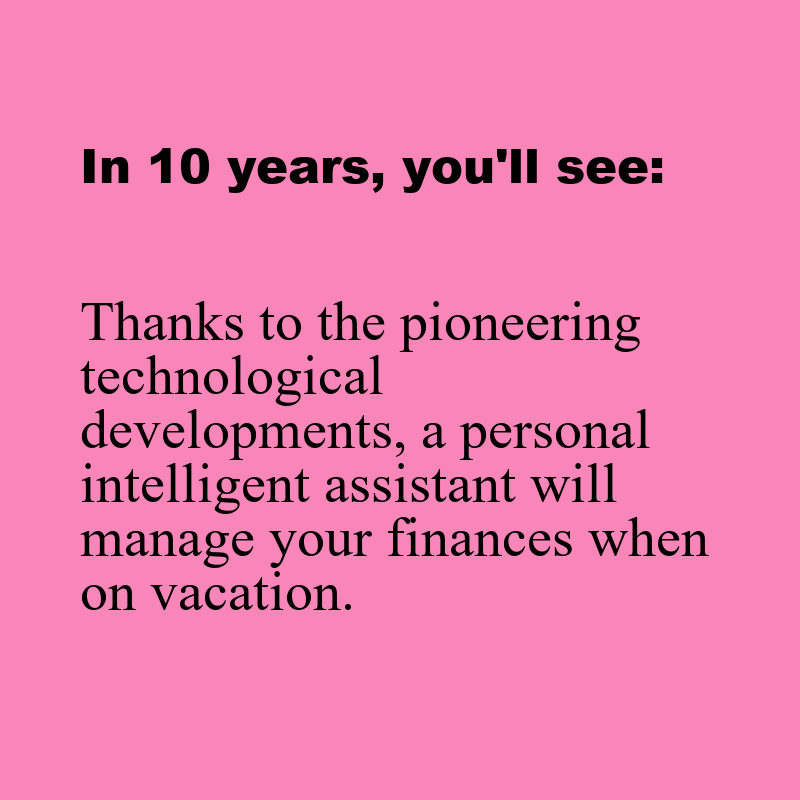 In 10 years, you'll see:
Thanks to the pioneering
technological
developments, a personal
intelligent assistant will
manage your finances when
on vacation.